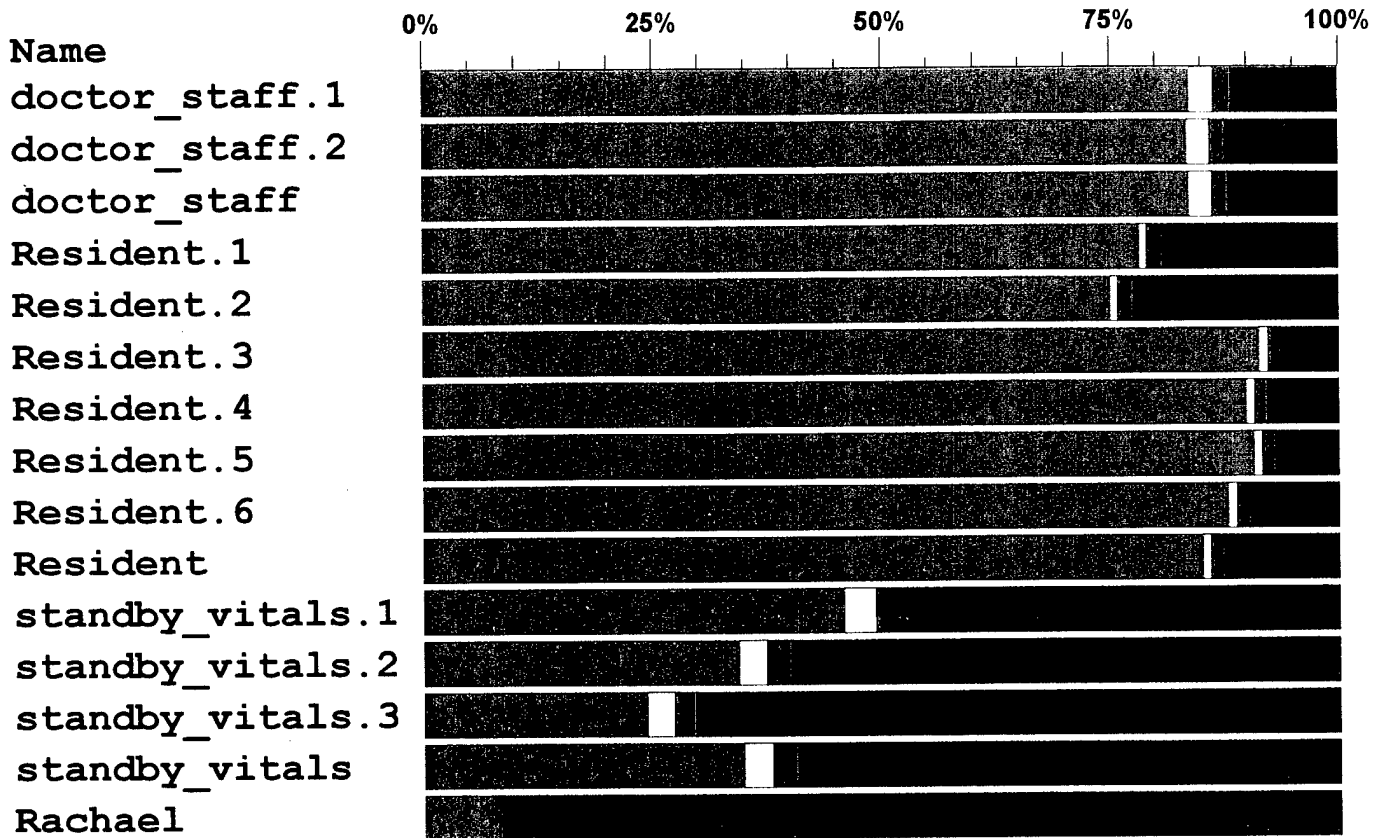 0% 25% 50% 75% 100%
Name
doctor_staff.1
doctor_staff.2
doctor_staff
Resident.1
Resident.2
Resident.3
Resident.4
Resident.5
Resident.6
Resident
standby_vitals.1
standby_vitals.2
standby_vitals.3
standby_vitals
Rachael